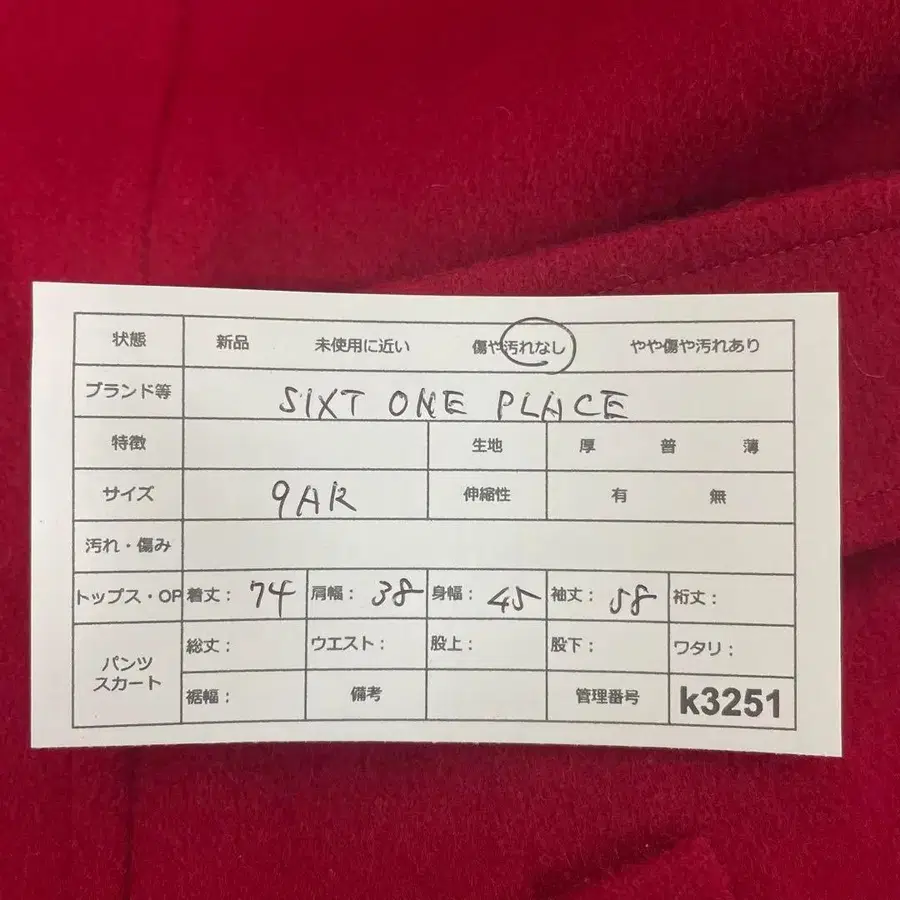 状態 新品 未使用に近い 傷や汚れなし やや傷や汚れあり
ブランド等 SIXT ONE PLACE
特徴 生地 厚 普 薄
サイズ 9AR 伸縮性 有 無
汚れ・傷み
トップス・OP 着丈： 74 肩幅： 38 身幅： 45 袖丈： 58 裄丈：
パンツ スカート 総丈： ウエスト： 股上： 股下： ワタリ：
裾幅： 備考 管理番号 k3251